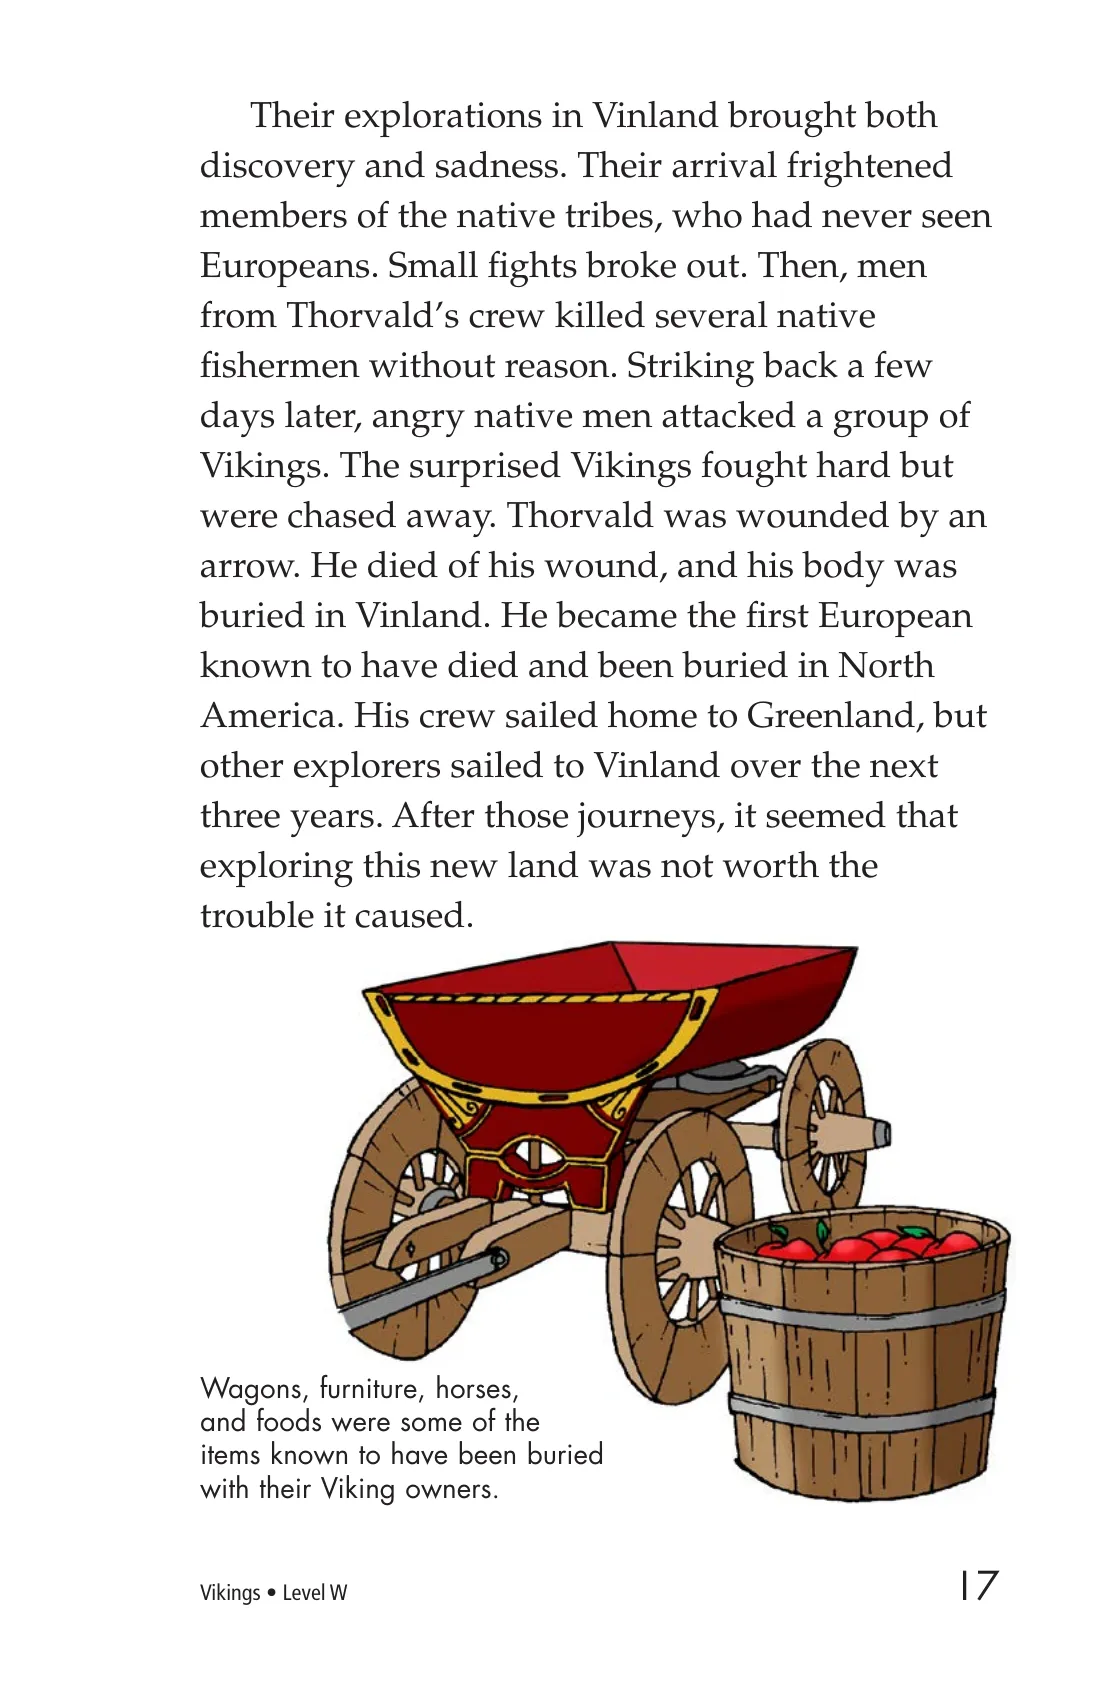 Their explorations in Vinland brought both
discovery and sadness. Their arrival frightened
members of the native tribes, who had never seen
Europeans. Small fights broke out. Then, men
from Thorvald’s crew killed several native
fishermen without reason. Striking back a few
days later, angry native men attacked a group of
Vikings. The surprised Vikings fought hard but
were chased away. Thorvald was wounded by an
arrow. He died of his wound, and his body was
buried in Vinland. He became the first European
known to have died and been buried in North
America. His crew sailed home to Greenland, but
other explorers sailed to Vinland over the next
three years. After those journeys, it seemed that
exploring this new land was not worth the
trouble it caused.
Wagons, furniture, horses,
and foods were some of the
items known to have been buried
with their Viking owners.
Vikings • Level W
17